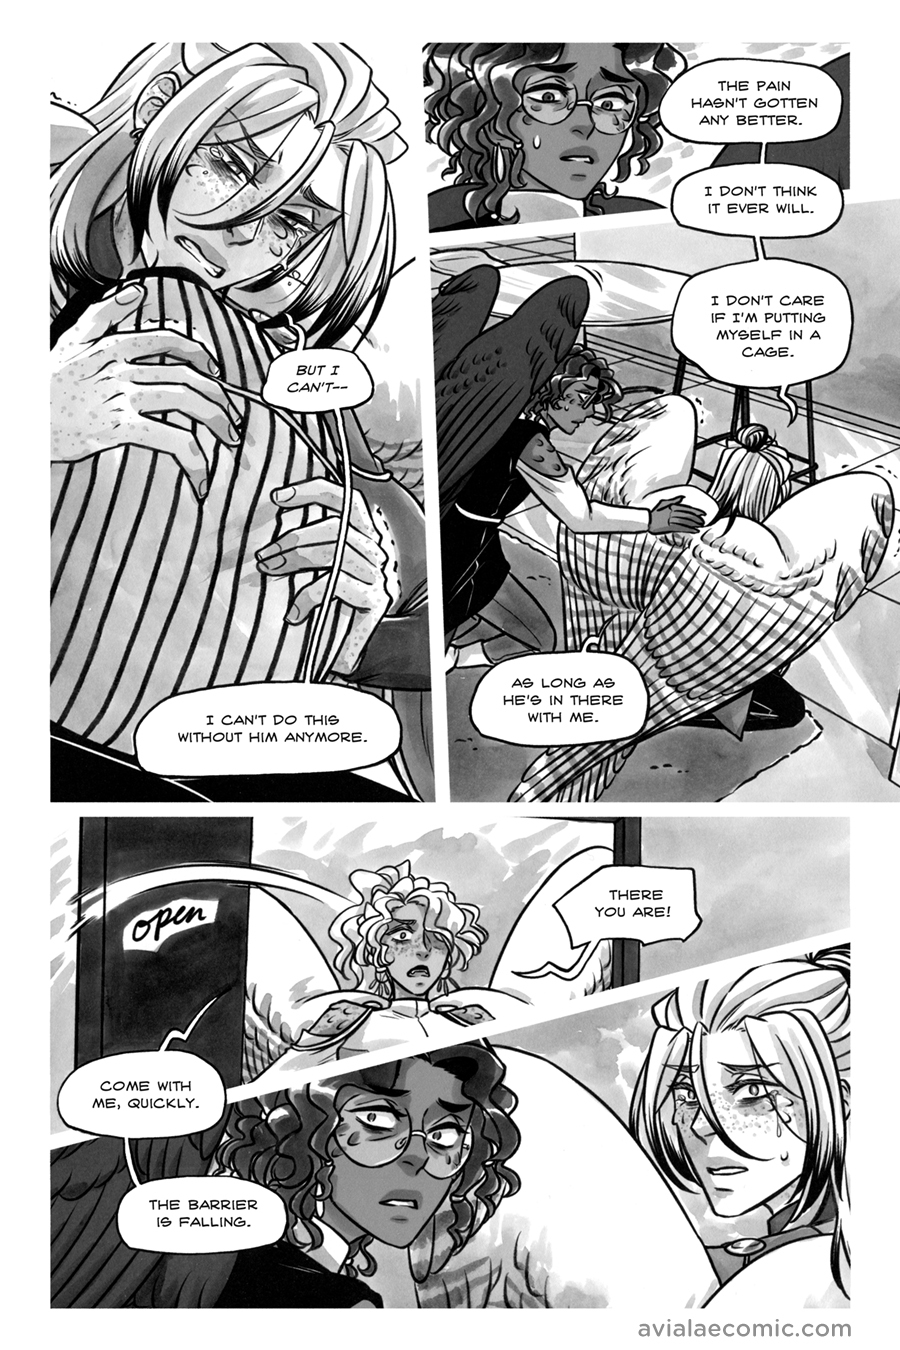 BUT I
CAN'T--
I CAN'T DO THIS
WITHOUT HIM ANYMORE.
THE PAIN
HASN'T GOTTEN
ANY BETTER.
I DON'T THINK
IT EVER WILL.
I DON'T CARE
IF I'M PUTTING
MYSELF IN A
CAGE.
AS LONG AS
HE'S IN THERE
WITH ME.
open
THERE
YOU ARE!
COME WITH
ME, QUICKLY.
THE BARRIER
IS FALLING.
avialaecomic.com